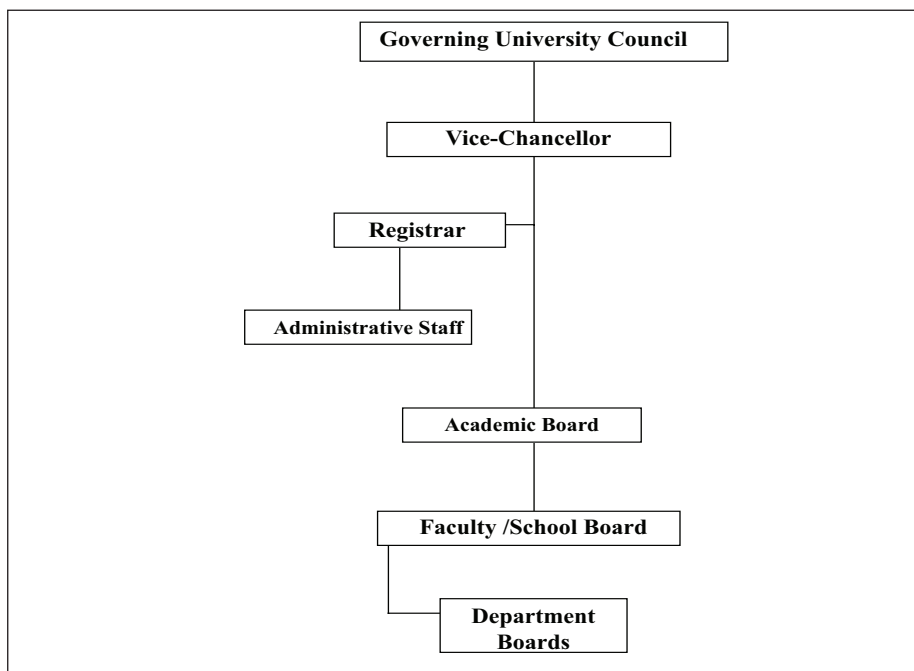 Governing University Council
Vice-Chancellor
Registrar
Administrative Staff
Academic Board
Faculty /School Board
Department
Boards